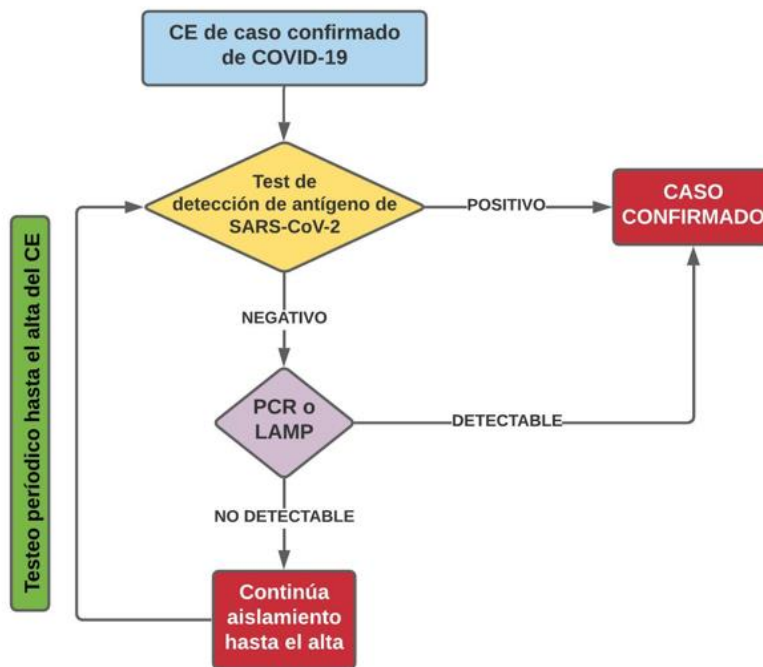 CE de caso confirmado
de COVID-19
Test de
detección de antígeno de
SARS-CoV-2
POSITIVO
CASO
CONFIRMADO
NEGATIVO
PCR o
LAMP
DETECTABLE
NO DETECTABLE
Continúa
aislamiento
hasta el alta
Testeo períodico hasta el alta del CE